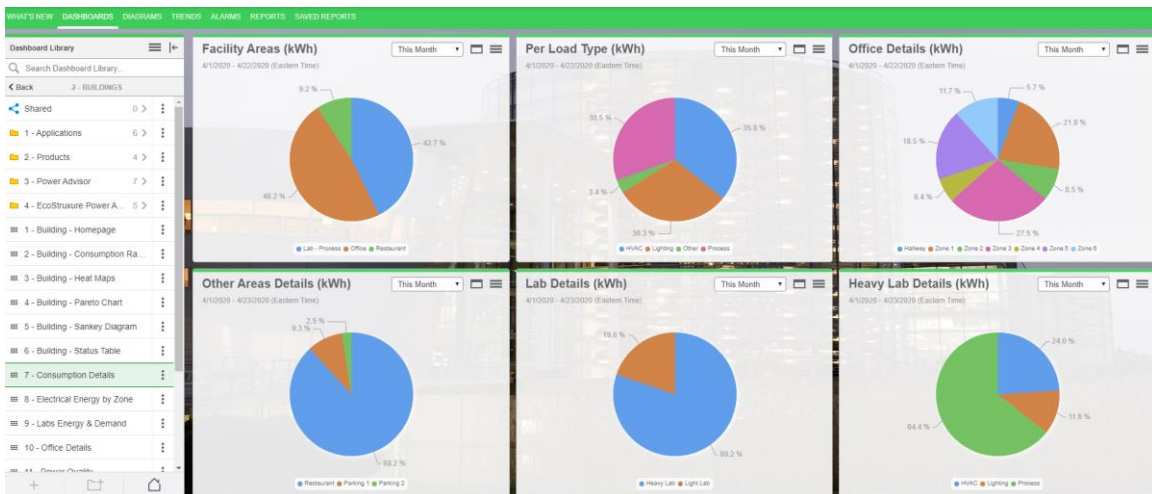 WHAT'S NEW DASHBOARDS DIAGRAMS TRENDS ALARMS REPORTS SAVED REPORTS
Dashboard Library
Search Dashboard Library...
Back 2 - BUILDINGS
Shared 0 >
1 - Applications 6 >
2 - Products 4 >
3 - Power Advisor 7 >
4 - EcoStruxure Power A... 5 >
1 - Building - Homepage
2 - Building - Consumption Ra...
3 - Building - Heat Maps
4 - Building - Pareto Chart
5 - Building - Sankey Diagram
6 - Building - Status Table
7 - Consumption Details
8 - Electrical Energy by Zone
9 - Labs Energy & Demand
10 - Office Details
11 - Power Quality
Facility Areas (kWh) This Month
4/1/2020 - 4/22/2020 (Eastern Time)
9.2 %
42.7 %
48.2 %
Lab - Process Office Restaurant
Per Load Type (kWh) This Month
4/1/2020 - 4/22/2020 (Eastern Time)
30.5 %
35.8 %
3.4 %
30.3 %
HVAC Lighting Other Process
Office Details (kWh) This Month
4/1/2020 - 4/22/2020 (Eastern Time)
11.7 %
5.7 %
21.9 %
18.5 %
8.5 %
6.4 %
27.5 %
Hallway Zone 1 Zone 2 Zone 3 Zone 4 Zone 5 Zone 6
Other Areas Details (kWh) This Month
4/1/2020 - 4/23/2020 (Eastern Time)
2.5 %
9.3 %
88.2 %
Restaurant Parking 1 Parking 2
Lab Details (kWh) This Month
4/1/2020 - 4/23/2020 (Eastern Time)
19.8 %
80.2 %
Heavy Lab Light Lab
Heavy Lab Details (kWh) This Month
4/1/2020 - 4/23/2020 (Eastern Time)
24.0 %
11.6 %
64.4 %
HVAC Lighting Process